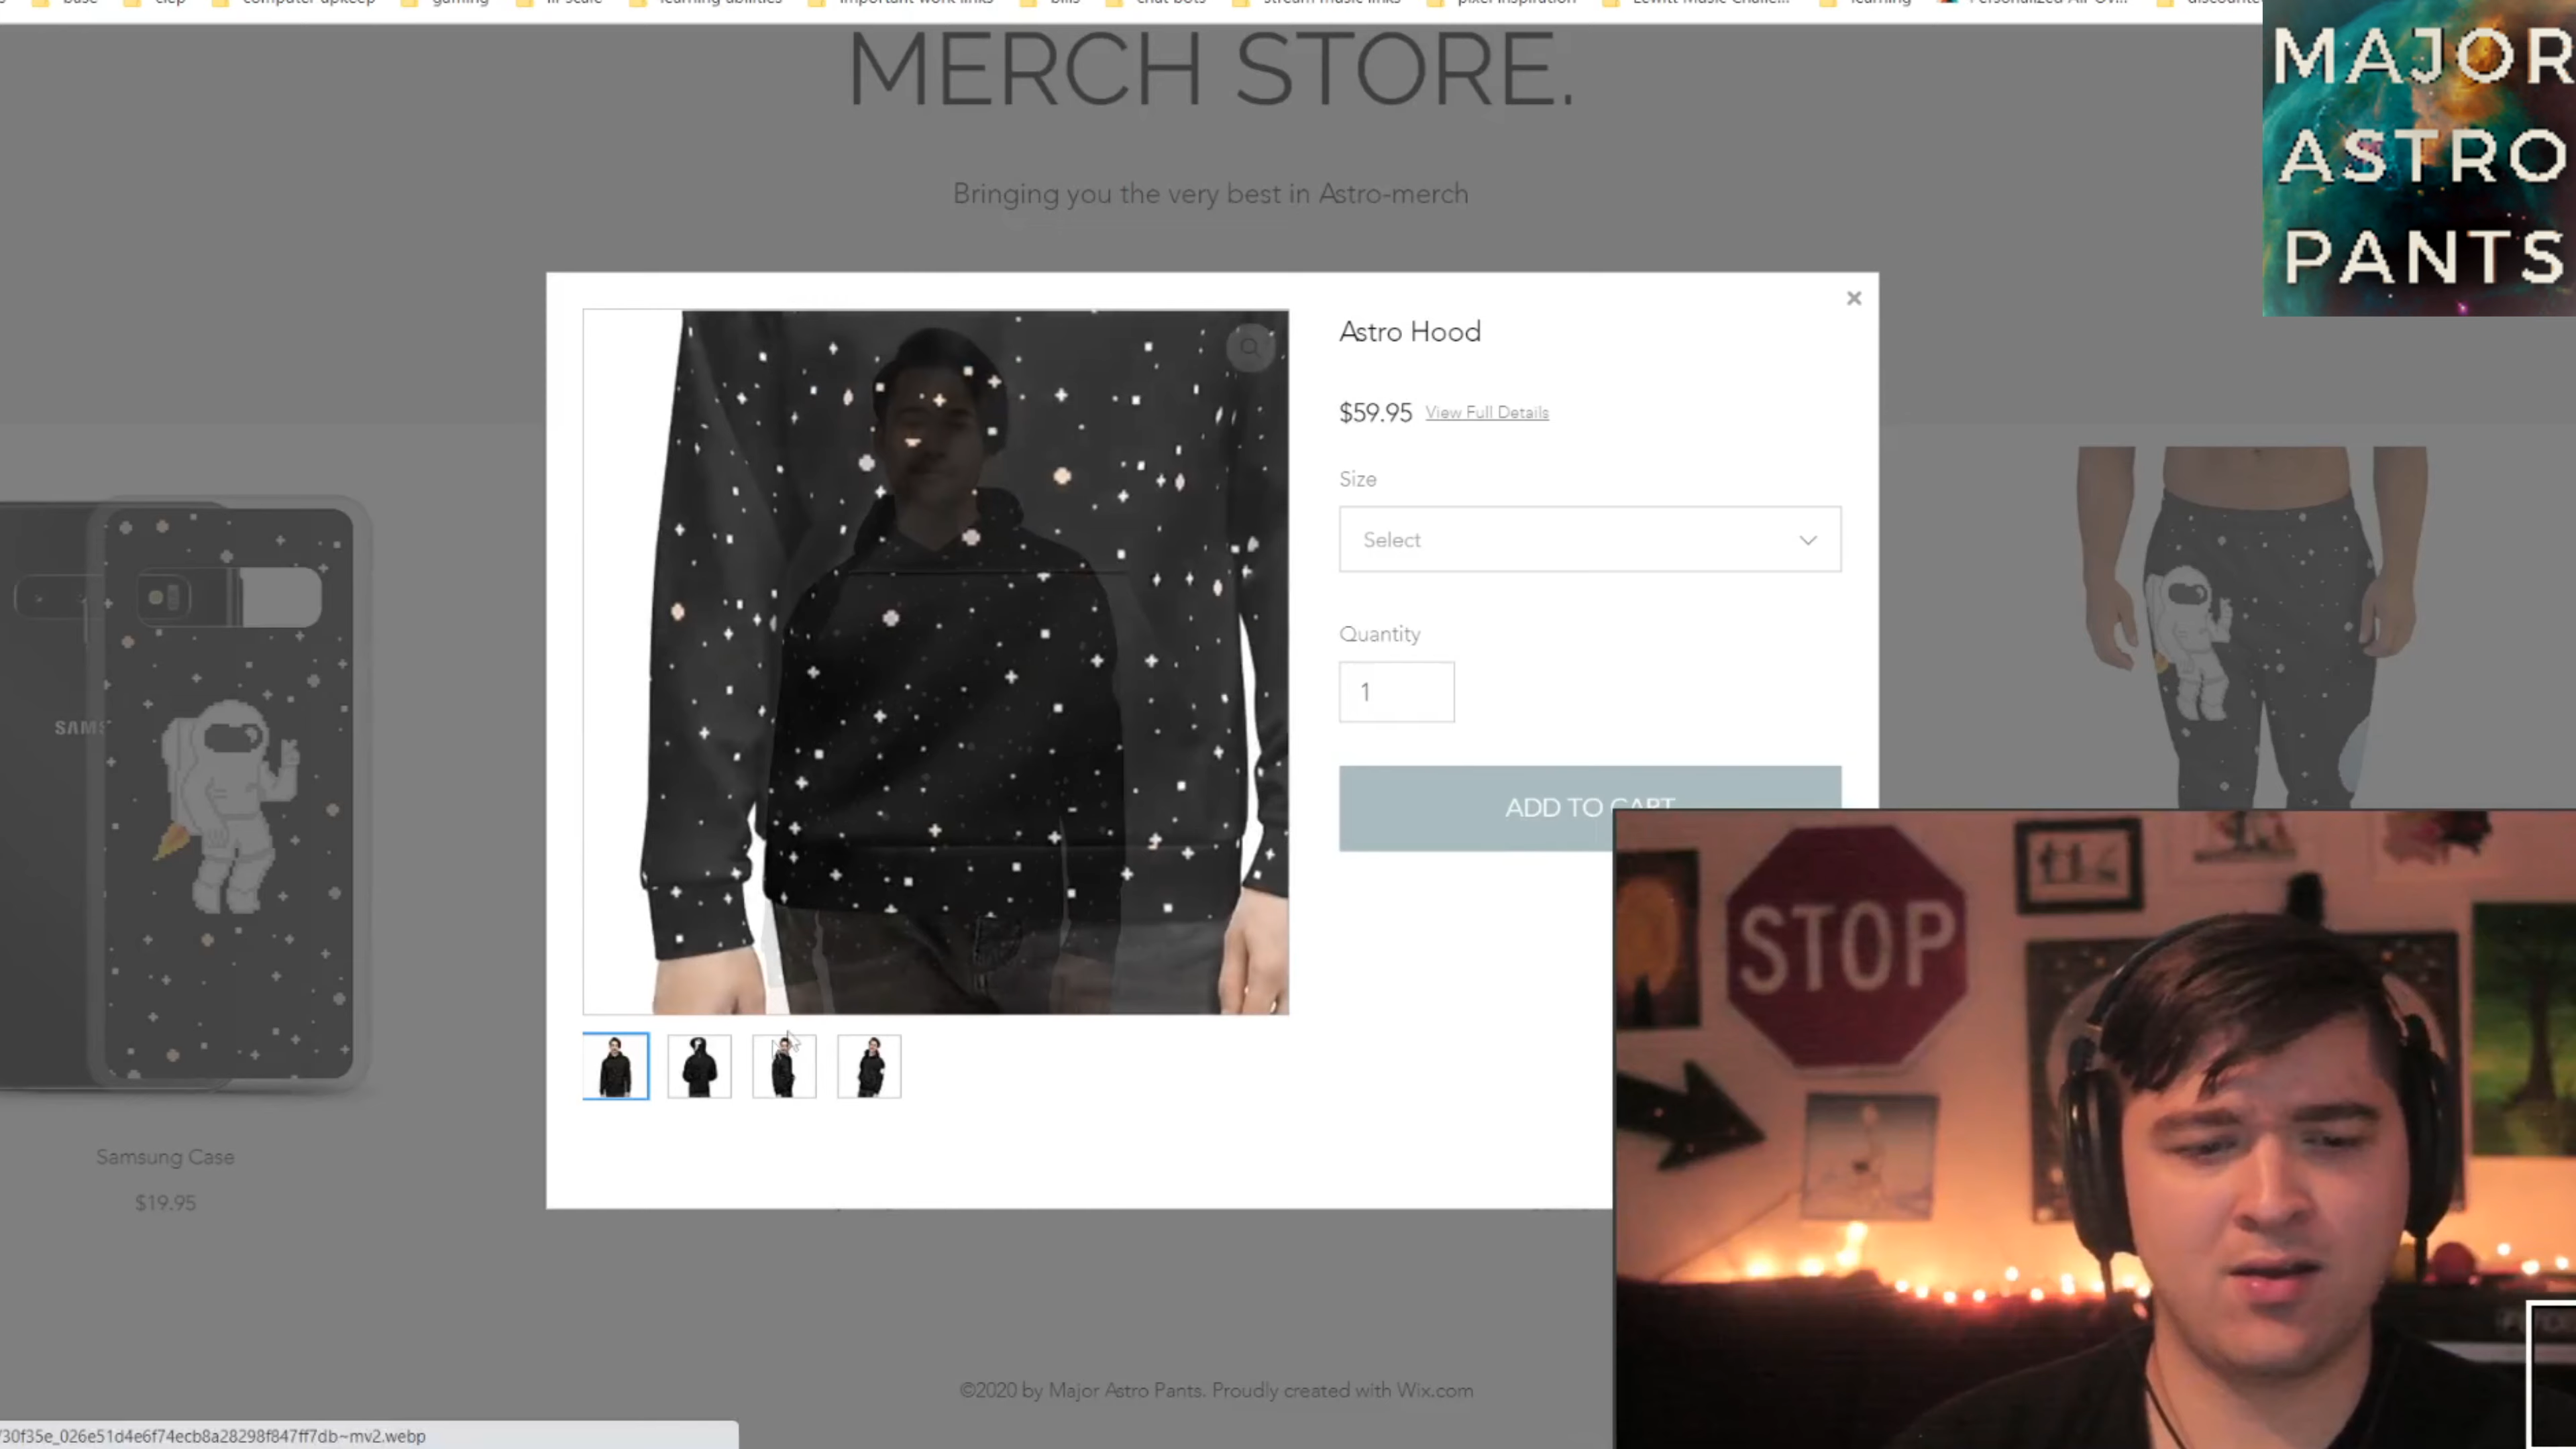 MERCH STORE.
Bringing you the very best in Astro-merch
MAJOR
ASTRO
PANTS
Astro Hood
$59.95 View Full Details
Size
Select
Quantity
1
ADD TO CART
SAMS
Samsung Case
$19.95
STOP
©2020 by Major Astro Pants. Proudly created with Wix.com
30f35e_026e51d4e6f74ecb8a28298f847ff7db~mv2.webp